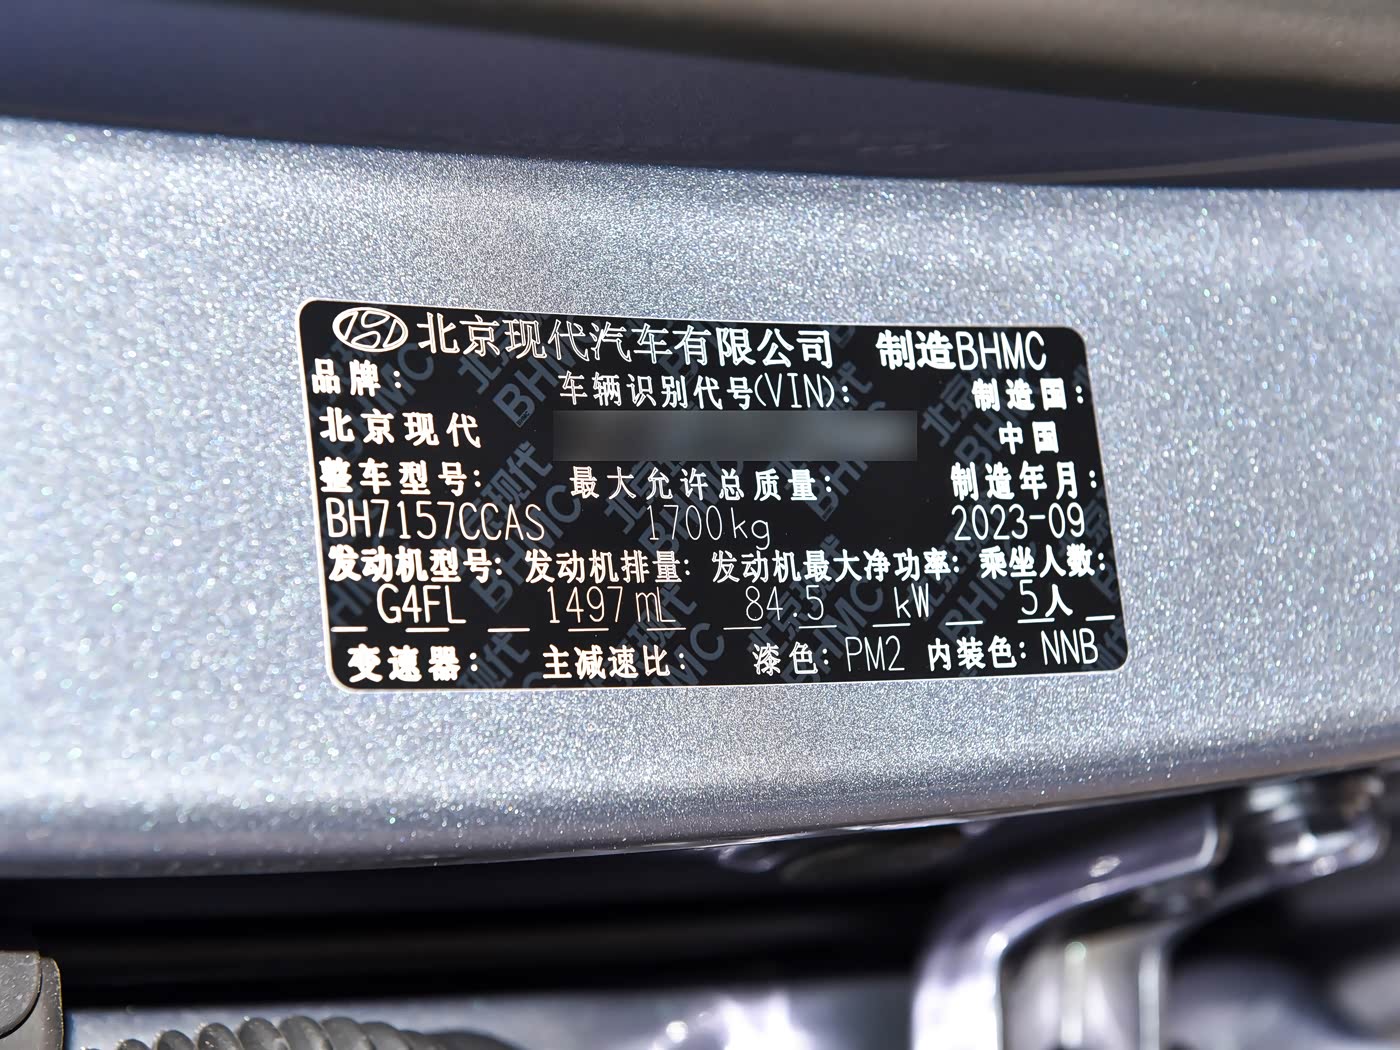 北京现代汽车有限公司 制造BHMC
品牌： 车辆识别代号(VIN)： 制造国：
北京现代 中国
整车型号： 最大允许总质量： 制造年月：
BH7157CCAS 1700kg 2023-09
发动机型号： 发动机排量： 发动机最大净功率： 乘坐人数：
G4FL 1497mL 84.5 kW 5人
变速器： 主减速比： 漆色：PM2 内装色：NNB